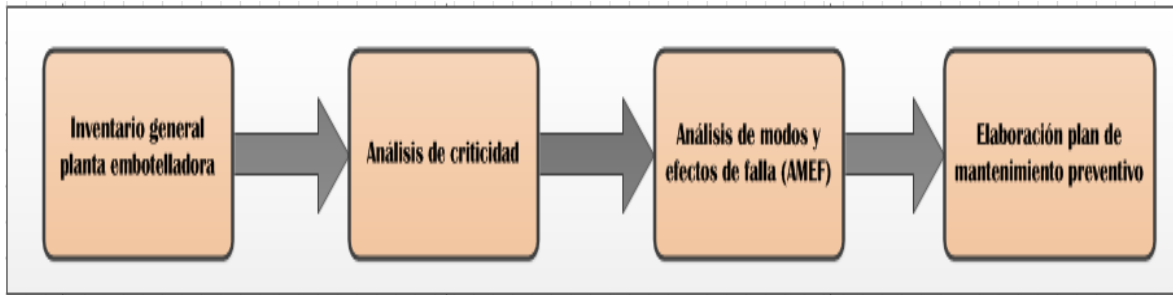 Inventario general
planta embotelladora
Análisis de criticidad
Análisis de modos y
efectos de falla (AMEF)
Elaboración plan de
mantenimiento preventivo